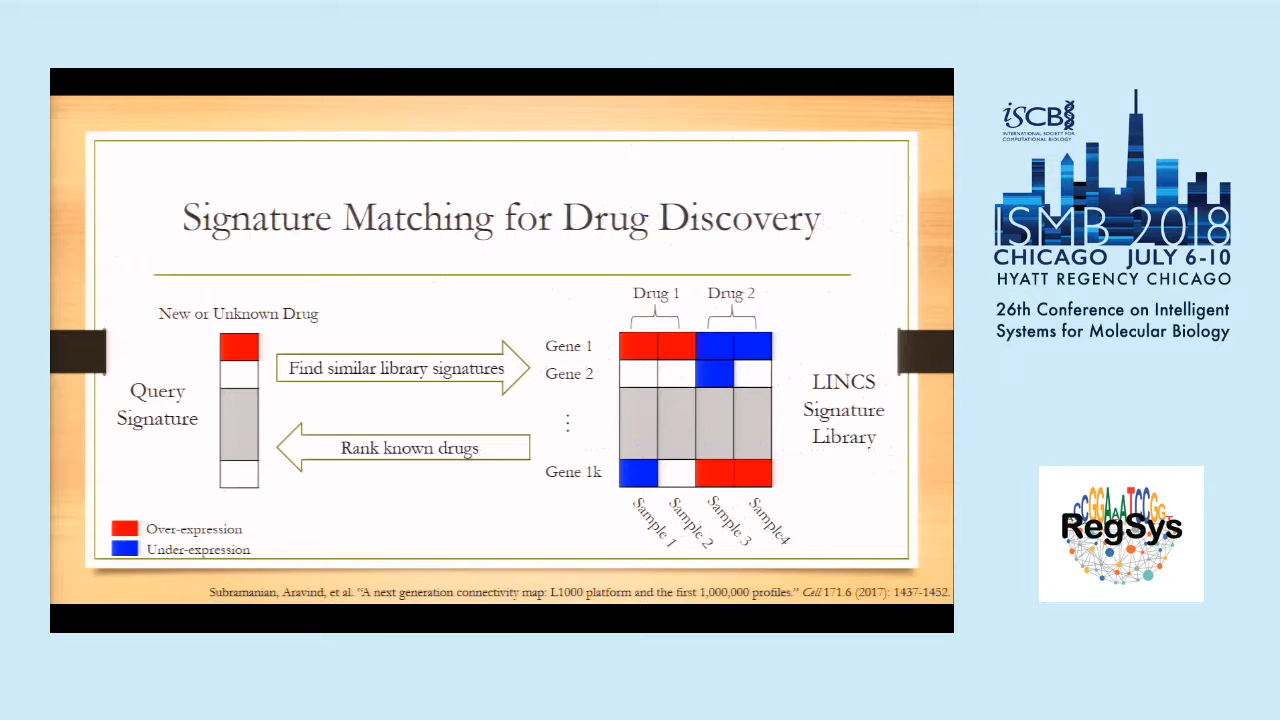 Signature Matching for Drug Discovery
New or Unknown Drug
Query
Signature
Find similar library signatures
Rank known drugs
Drug 1
Drug 2
Gene 1
Gene 2
⋮
Gene 1k
Sample 1
Sample 2
Sample 3
Sample4
LINCS
Signature
Library
Over-expression
Under-expression
Subramanian, Aravind, et al. “A next generation connectivity map: L1000 platform and the first 1,000,000 profiles.” Cell 171.6 (2017): 1437-1452.
iSCB
INTERNATIONAL SOCIETY FOR
COMPUTATIONAL BIOLOGY
ISMB 2018
CHICAGO JULY 6-10
HYATT REGENCY CHICAGO
26th Conference on Intelligent
Systems for Molecular Biology
CCGGAAATCCGGT
RegSys